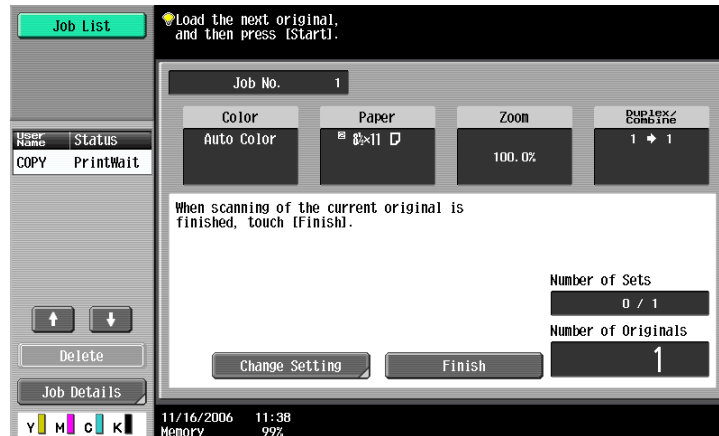 Job List
Load the next original,
and then press [Start].
Job No. 1
Color
Paper
Zoom
Duplex/
Combine
Auto Color
8½×11
100.0%
1 → 1
User
Name
Status
COPY PrintWait
When scanning of the current original is
finished, touch [Finish].
Number of Sets
0 / 1
Number of Originals
1
Change Setting
Finish
Delete
Job Details
Y M C K
11/16/2006 11:38
Memory 99%